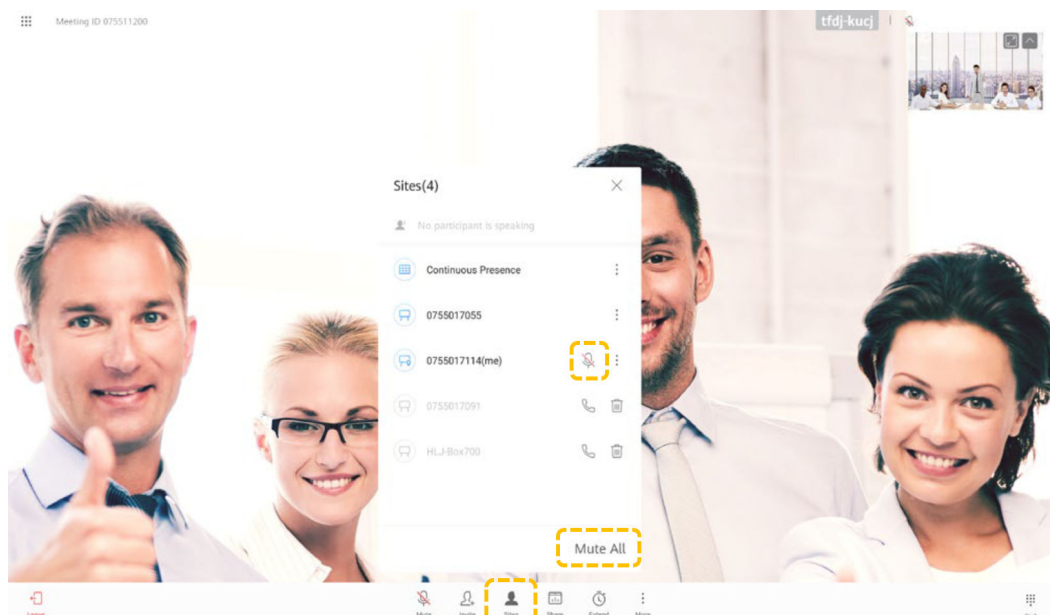 Meeting ID 075511200
tfdj-kucj
Sites(4)
No participant is speaking
Continuous Presence
0755017055
0755017114(me)
0755017091
HLJ-Box700
Mute All
Leave
Mute
Invite
Sites
Share
Extend
More